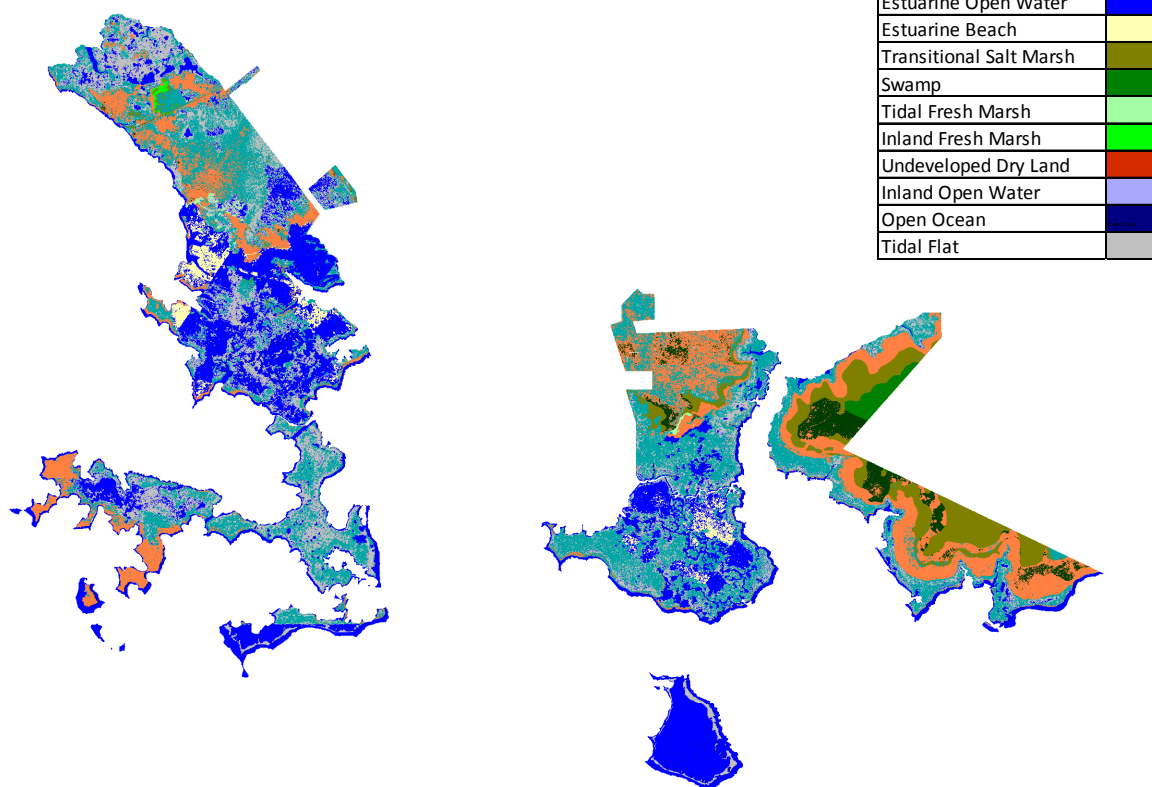 Estuarine Open Water
Estuarine Beach
Transitional Salt Marsh
Swamp
Tidal Fresh Marsh
Inland Fresh Marsh
Undeveloped Dry Land
Inland Open Water
Open Ocean
Tidal Flat